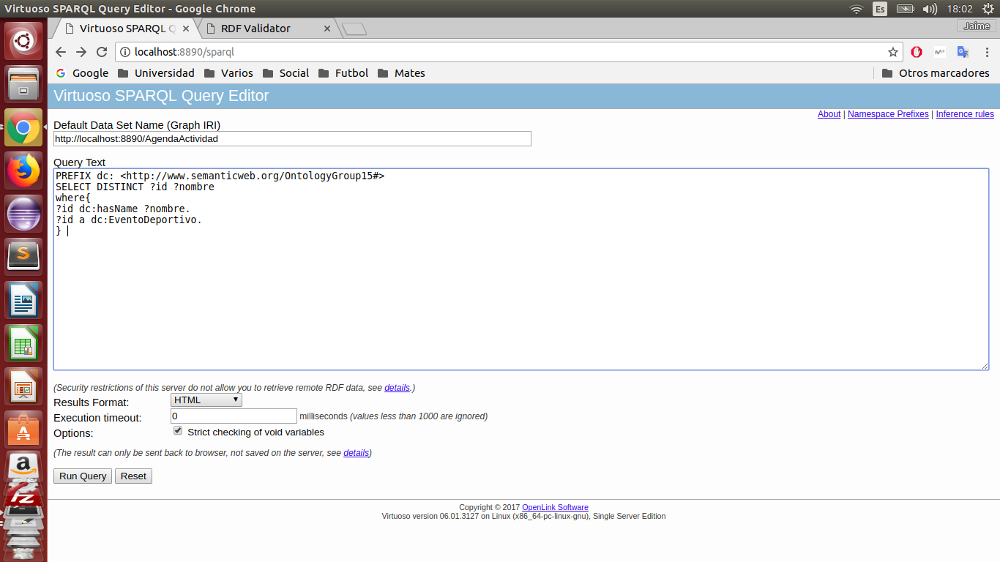 Virtuoso SPARQL Query Editor - Google Chrome
Es
18:02
Virtuoso SPARQL Q
RDF Validator
Jaime
localhost:8890/sparql
Google Universidad Varios Social Futbol Mates Otros marcadores
Virtuoso SPARQL Query Editor
About | Namespace Prefixes | Inference rules
Default Data Set Name (Graph IRI)
http://localhost:8890/AgendaActividad
Query Text
PREFIX dc: <http://www.semanticweb.org/OntologyGroup15#>
SELECT DISTINCT ?id ?nombre
where{
?id dc:hasName ?nombre.
?id a dc:EventoDeportivo.
}
(Security restrictions of this server do not allow you to retrieve remote RDF data, see details.)
Results Format: HTML
Execution timeout: 0 milliseconds (values less than 1000 are ignored)
Options: Strict checking of void variables
(The result can only be sent back to browser, not saved on the server, see details)
Run Query Reset
Copyright © 2017 OpenLink Software
Virtuoso version 06.01.3127 on Linux (x86_64-pc-linux-gnu), Single Server Edition